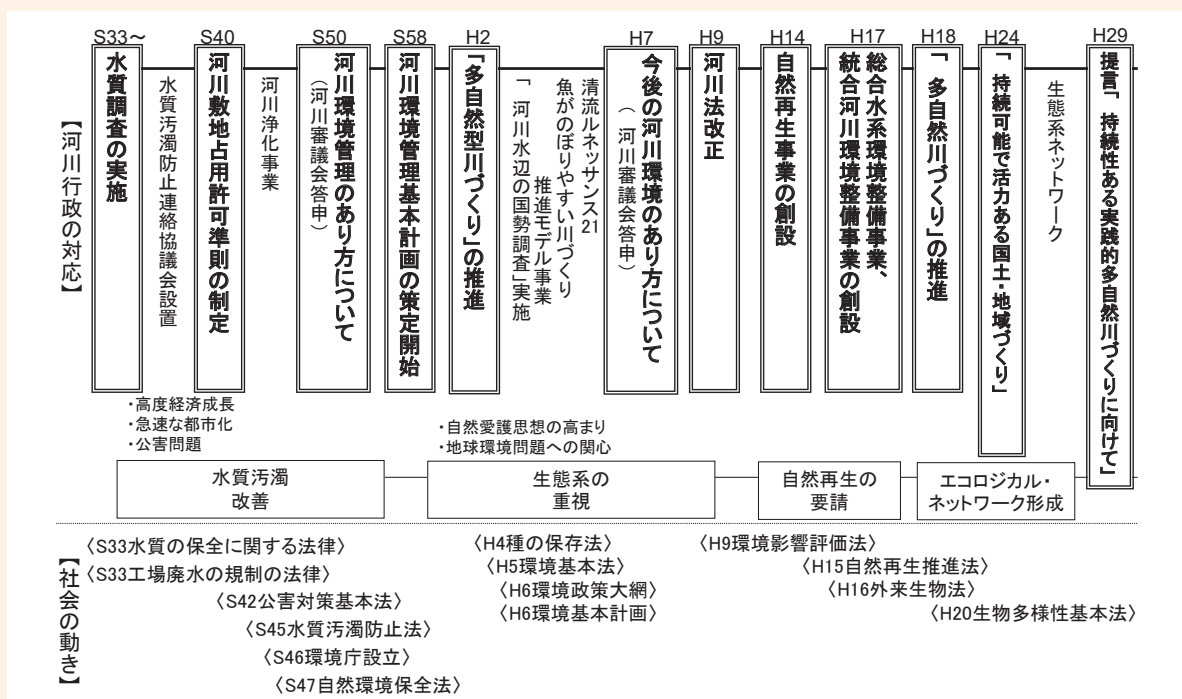 【河川行政の対応】
S33～
水質調査の実施
水質汚濁防止連絡協議会設置
S40
河川敷地占用許可準則の制定
河川浄化事業
S50
河川環境管理のあり方について
（河川審議会答申）
S58
河川環境管理基本計画の策定開始
H2
「多自然型川づくり」の推進
「河川水辺の国勢調査」実施
魚がのぼりやすい川づくり
推進モデル事業
清流ルネッサンス21
H7
今後の河川環境のあり方について
（河川審議会答申）
H9
河川法改正
H14
自然再生事業の創設
H17
総合水系環境整備事業、
統合河川環境整備事業の創設
H18
「多自然川づくり」の推進
H24
「持続可能で活力ある国土・地域づくり」
生態系ネットワーク
H29
提言「持続性ある実践的多自然川づくりに向けて」
・高度経済成長
・急速な都市化
・公害問題
・自然愛護思想の高まり
・地球環境問題への関心
水質汚濁
改善
生態系の
重視
自然再生の
要請
エコロジカル・
ネットワーク形成
【社会の動き】
〈S33水質の保全に関する法律〉
〈S33工場廃水の規制の法律〉
〈S42公害対策基本法〉
〈S45水質汚濁防止法〉
〈S46環境庁設立〉
〈S47自然環境保全法〉
〈H4種の保存法〉
〈H5環境基本法〉
〈H6環境政策大網〉
〈H6環境基本計画〉
〈H9環境影響評価法〉
〈H15自然再生推進法〉
〈H16外来生物法〉
〈H20生物多様性基本法〉